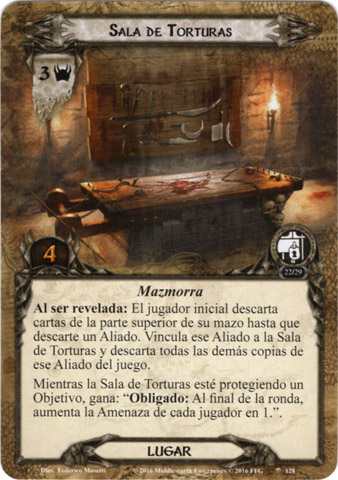 Sala de Torturas
3
4
22/29
Mazmorra
Al ser revelada: El jugador inicial descarta
cartas de la parte superior de su mazo hasta que
descarte un Aliado. Vincula ese Aliado a la Sala
de Torturas y descarta todas las demás copias de
ese Aliado del juego.
Mientras la Sala de Torturas esté protegiendo un
Objetivo, gana: “Obligado: Al final de la ronda,
aumenta la Amenaza de cada jugador en 1.”.
LUGAR
Ilus. Federico Musetti © 2016 Middle-earth Enterprises © 2016 FFG 128